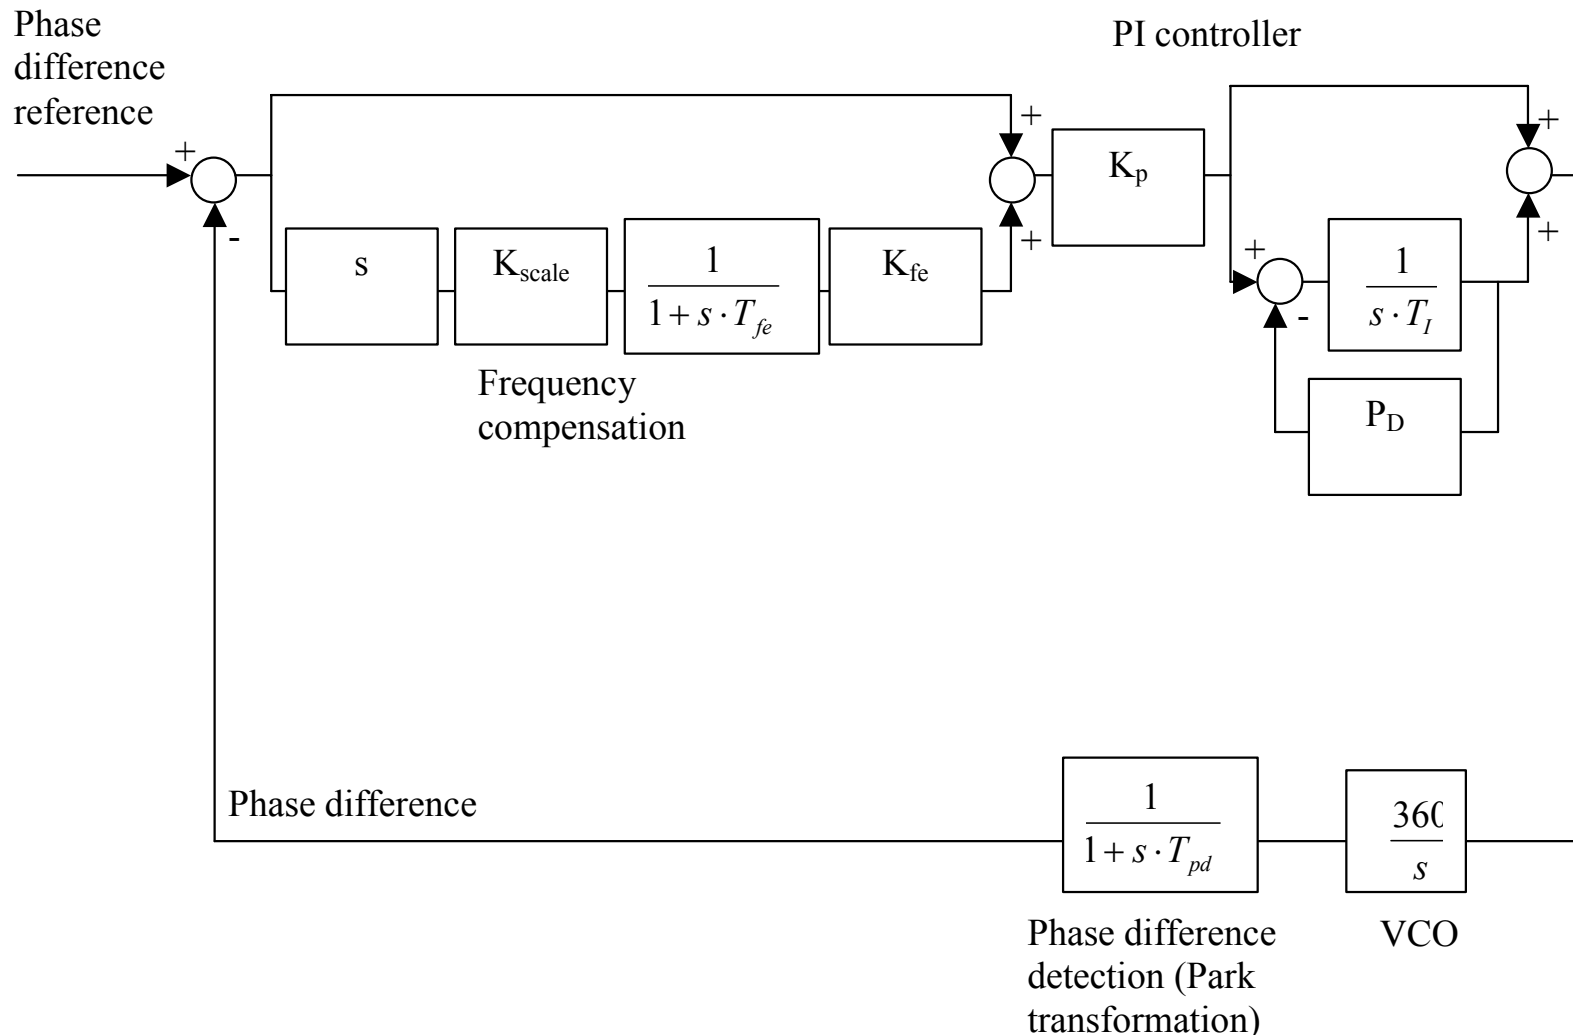 Phase
difference
reference
PI controller
+
-
+
+
K_p
+
+
+
-
s
K_scale
1
1 + s · T_fe
K_fe
1
s · T_I
P_D
Frequency
compensation
Phase difference
1
1 + s · T_pd
360
s
Phase difference
detection (Park
transformation)
VCO